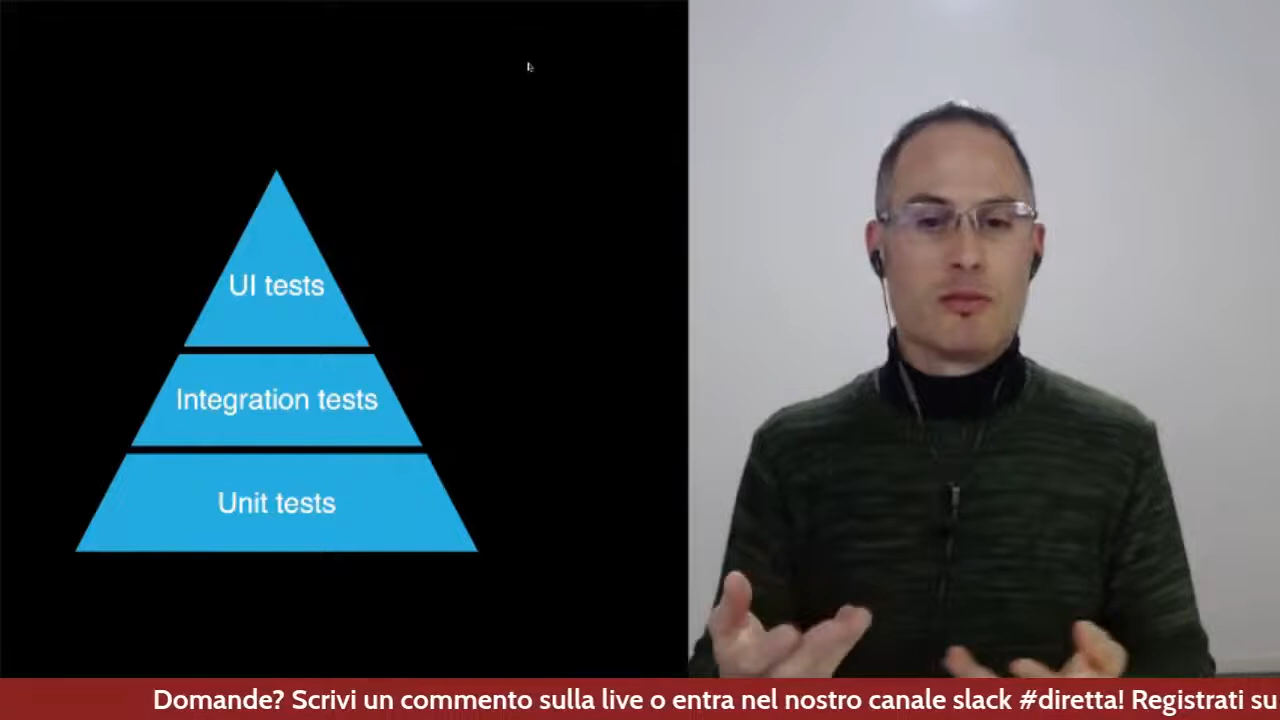 UI tests
Integration tests
Unit tests
Domande? Scrivi un commento sulla live o entra nel nostro canale slack #diretta! Registrati su